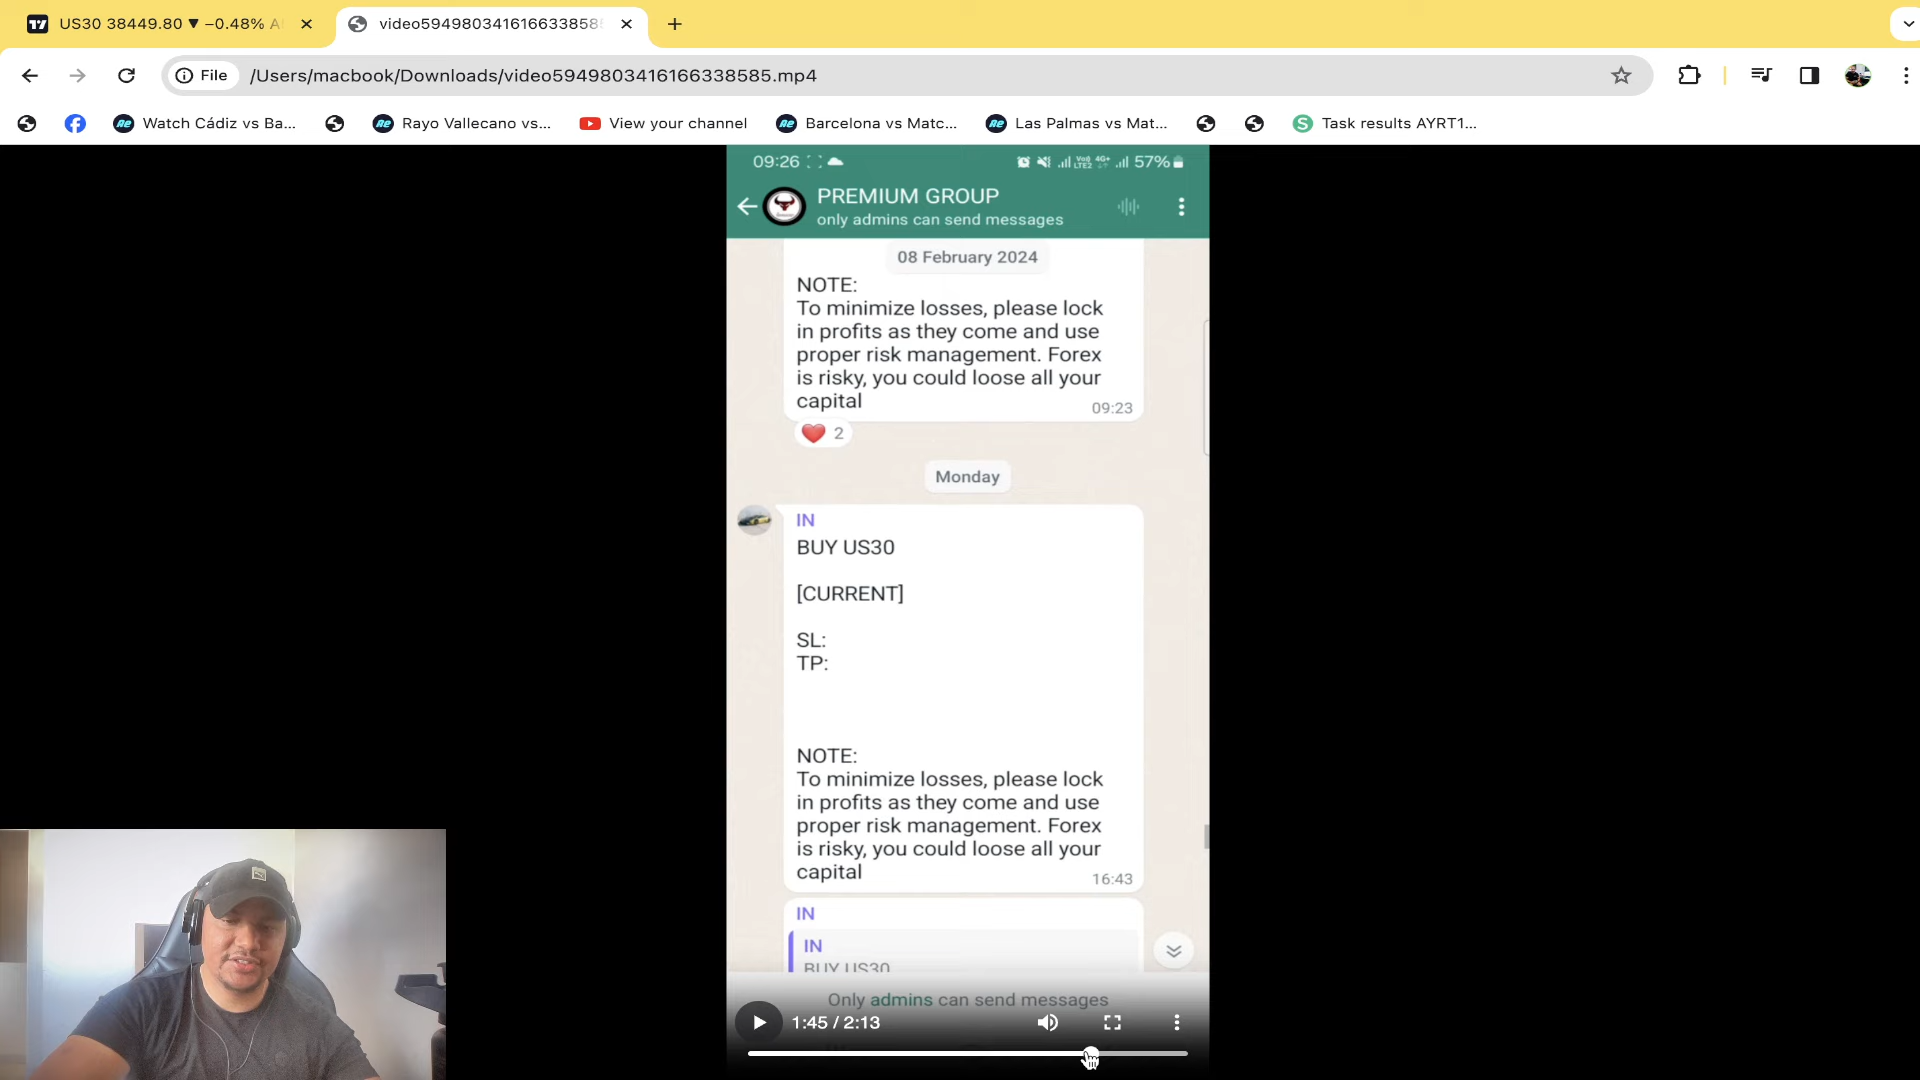 US30 38449.80 ▼ −0.48%
video5949803416166338585
File
/Users/macbook/Downloads/video5949803416166338585.mp4
Watch Cádiz vs Ba...
Rayo Vallecano vs...
View your channel
Barcelona vs Matc...
Las Palmas vs Mat...
Task results AYRT1...
09:26
57%
PREMIUM GROUP
only admins can send messages
08 February 2024
NOTE:
To minimize losses, please lock
in profits as they come and use
proper risk management. Forex
is risky, you could loose all your
capital
09:23
❤️ 2
Monday
IN
BUY US30
[CURRENT]
SL:
TP:
NOTE:
To minimize losses, please lock
in profits as they come and use
proper risk management. Forex
is risky, you could loose all your
capital
16:43
IN
IN
BUY US30
Only admins can send messages
1:45 / 2:13